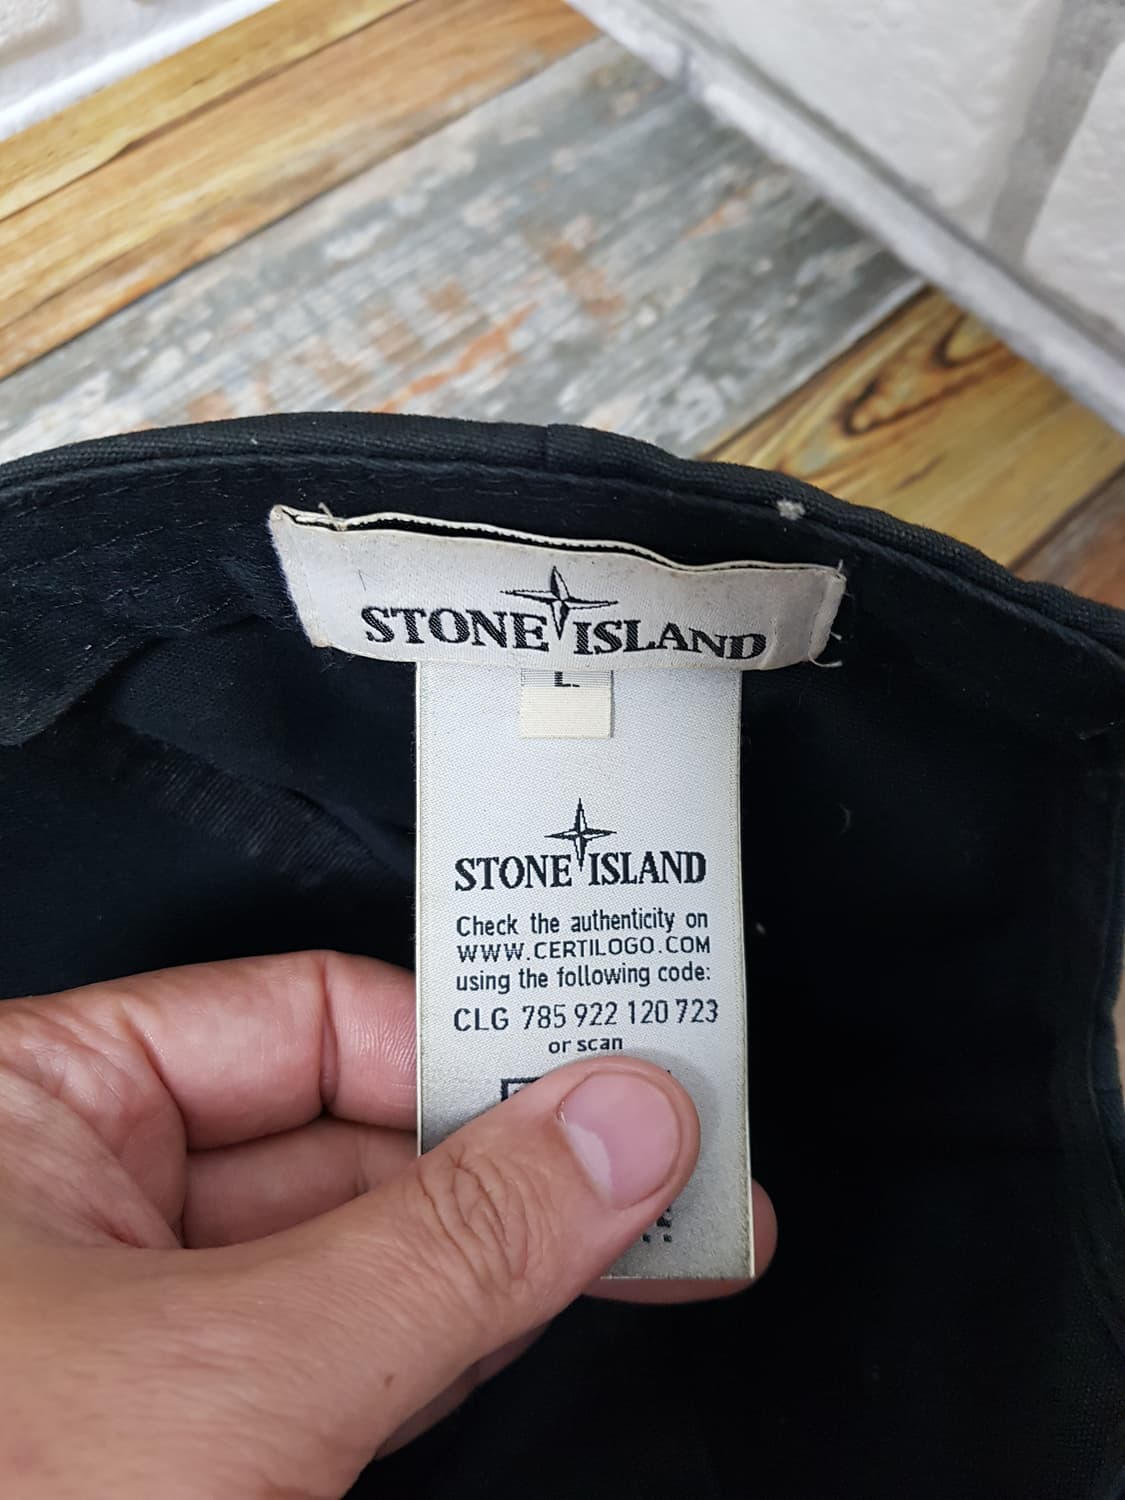 STONE ISLAND
L
STONE ISLAND
Check the authenticity on
WWW.CERTILOGO.COM
using the following code:
CLG 785 922 120 723
or scan